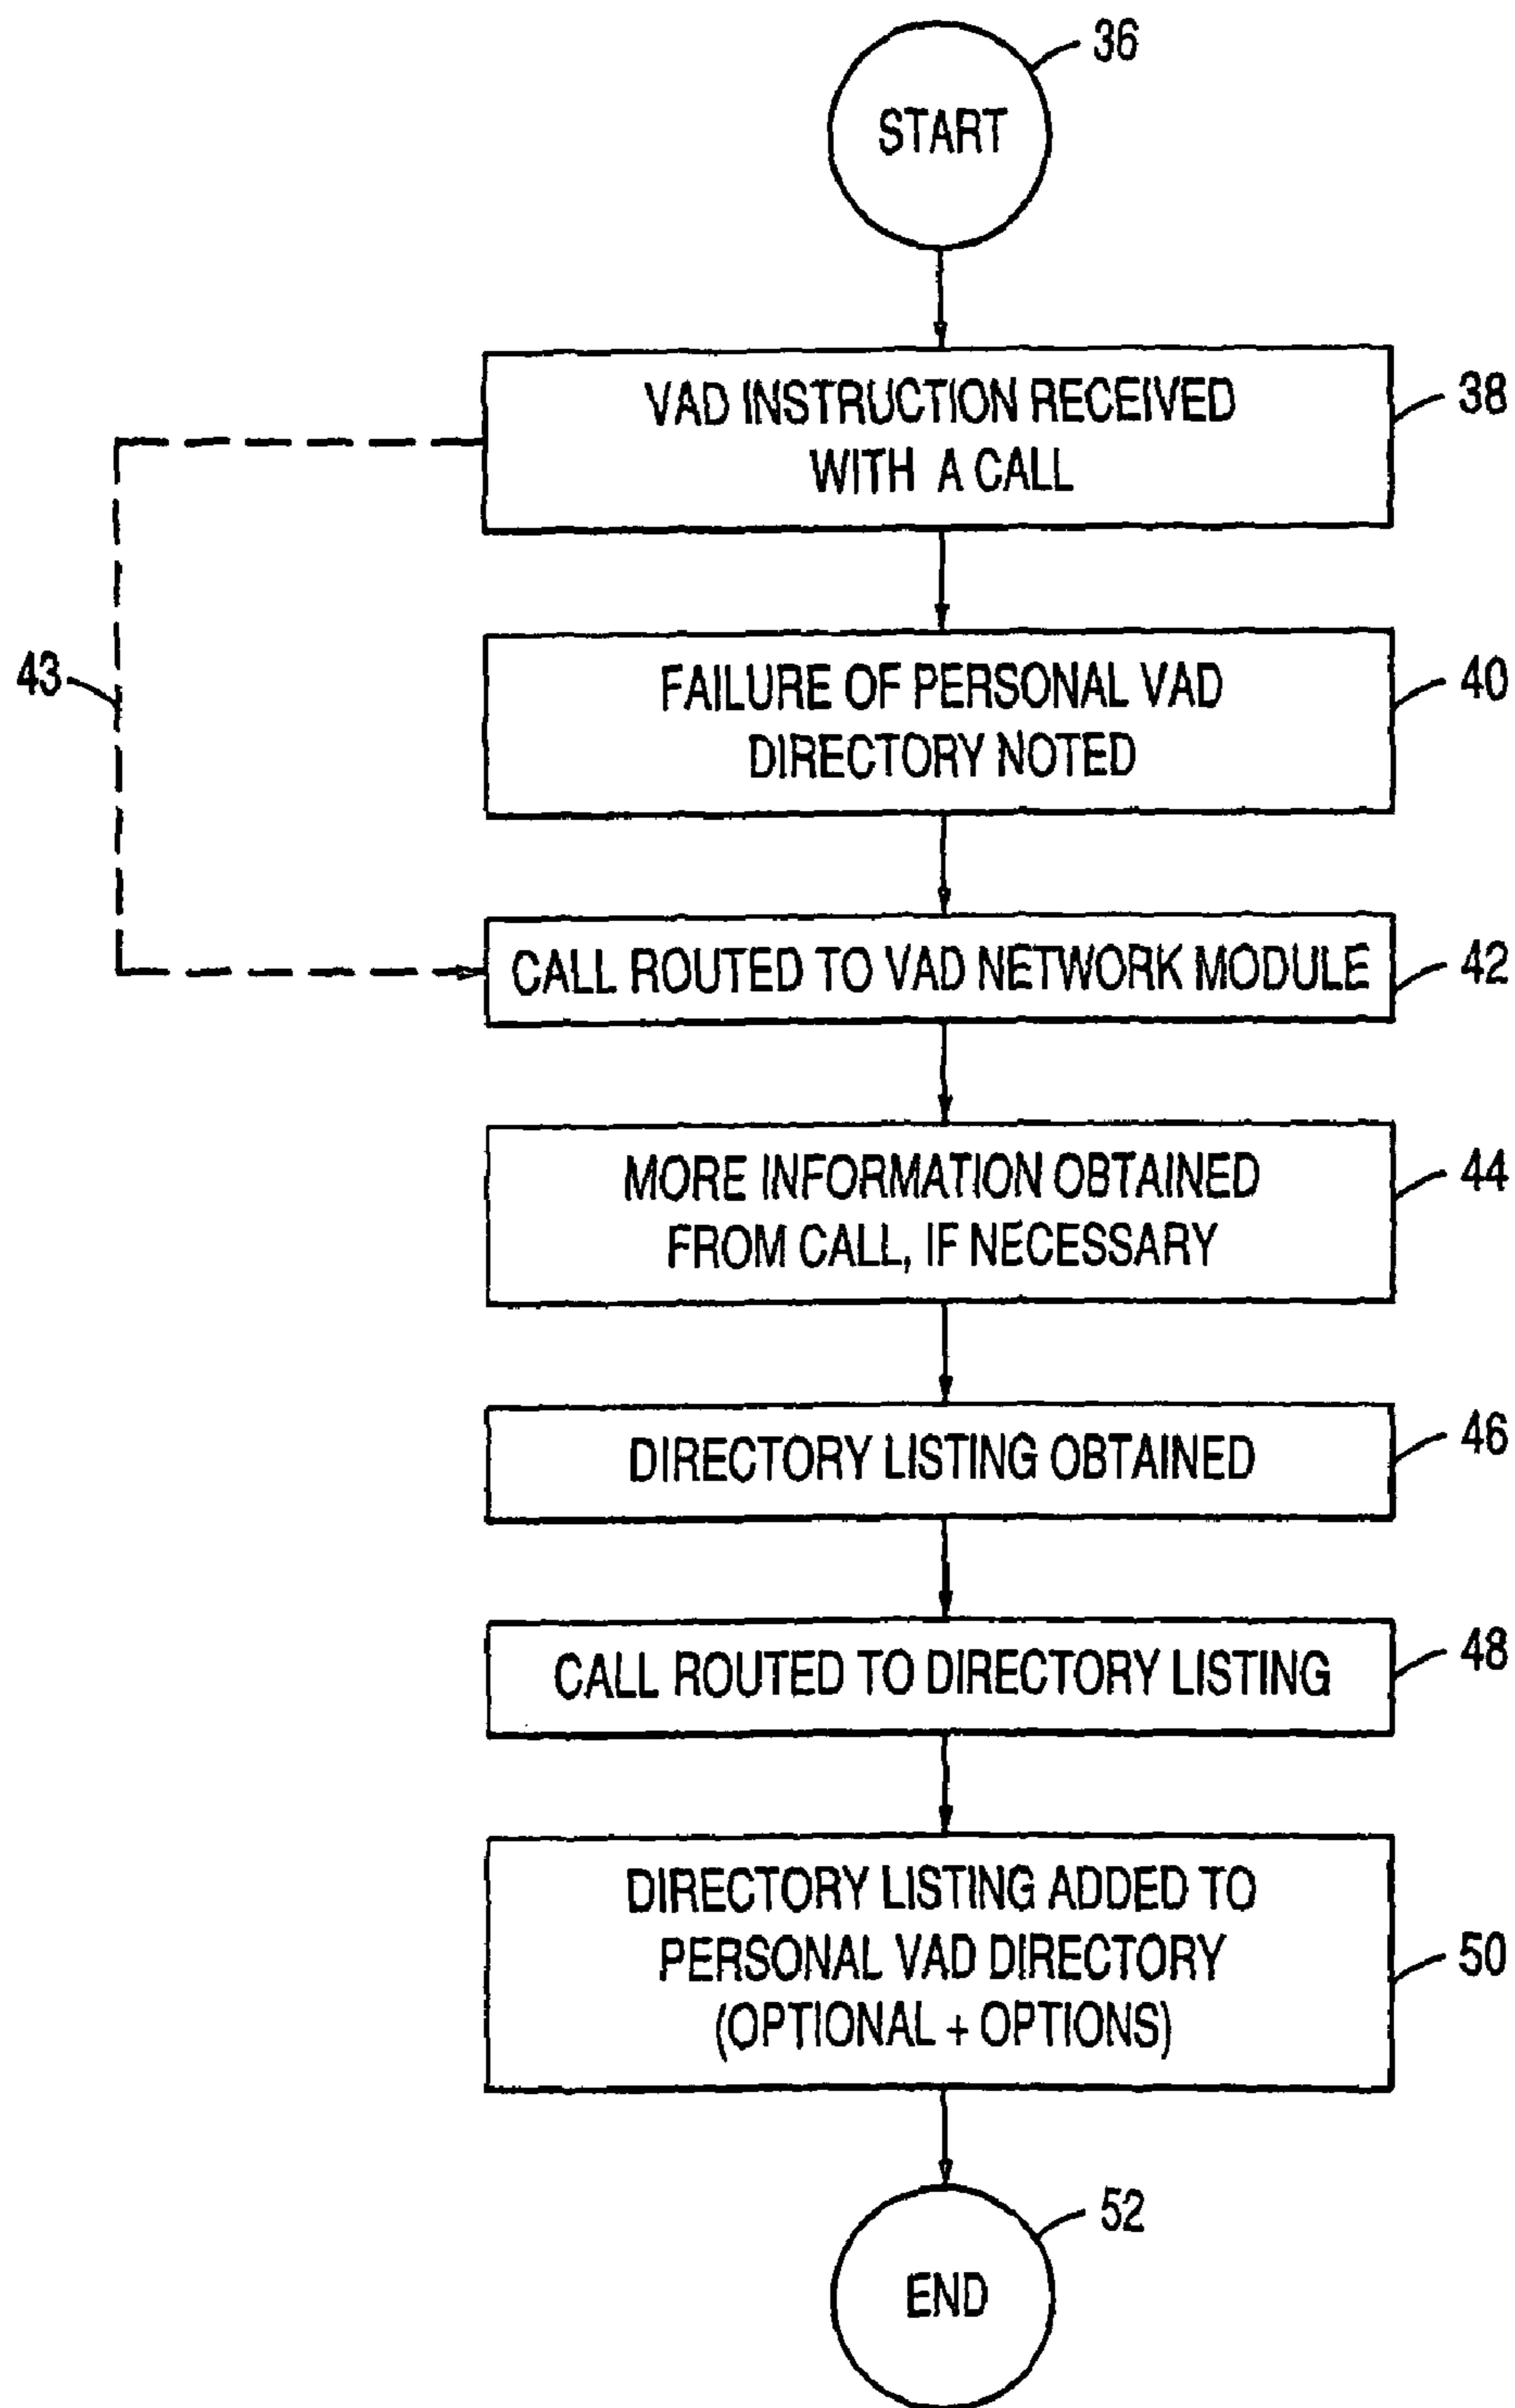 36
START
VAD INSTRUCTION RECEIVED
WITH A CALL
38
FAILURE OF PERSONAL VAD
DIRECTORY NOTED
40
43
CALL ROUTED TO VAD NETWORK MODULE
42
MORE INFORMATION OBTAINED
FROM CALL, IF NECESSARY
44
DIRECTORY LISTING OBTAINED
46
CALL ROUTED TO DIRECTORY LISTING
48
DIRECTORY LISTING ADDED TO
PERSONAL VAD DIRECTORY
(OPTIONAL + OPTIONS)
50
52
END